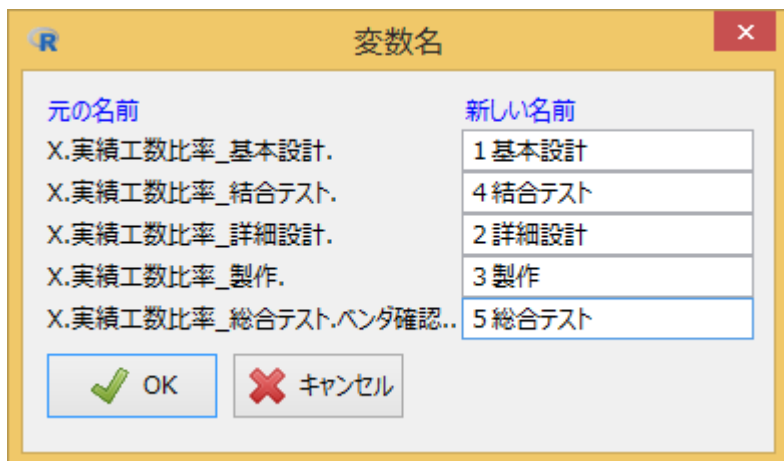 変数名
元の名前 新しい名前
X.実績工数比率_基本設計. 1基本設計
X.実績工数比率_結合テスト. 4結合テスト
X.実績工数比率_詳細設計. 2詳細設計
X.実績工数比率_製作. 3製作
X.実績工数比率_総合テスト.ベンダ確認.. 5総合テスト
OK キャンセル